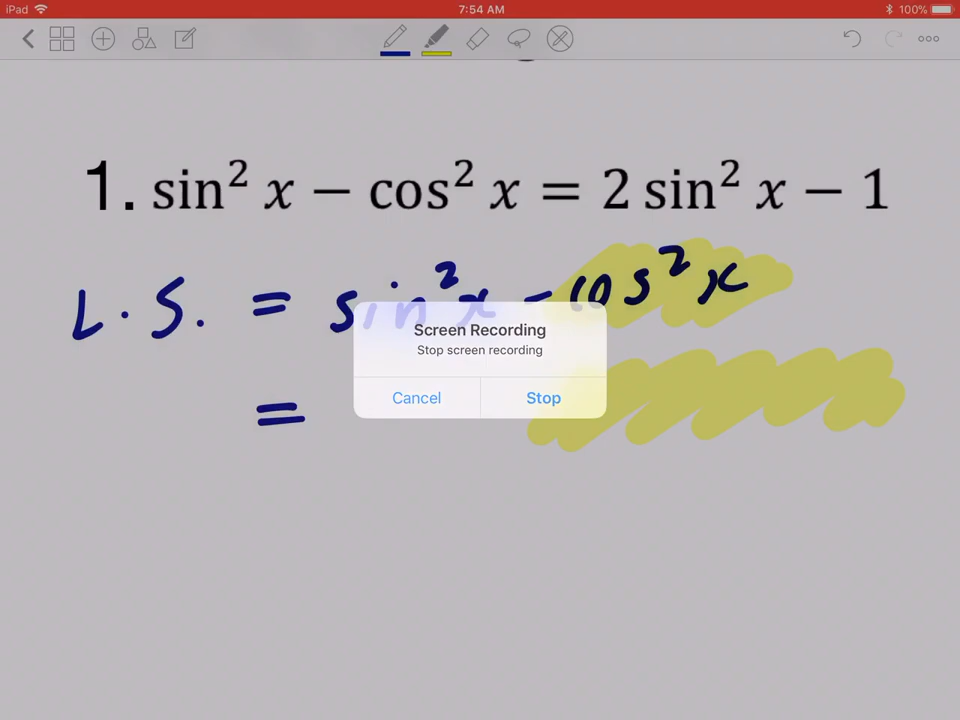 iPad 7:54 AM 100%
1. sin² x − cos² x = 2 sin² x − 1
L.S. = sin²x - cos²x
Screen Recording
Stop screen recording
Cancel Stop
=